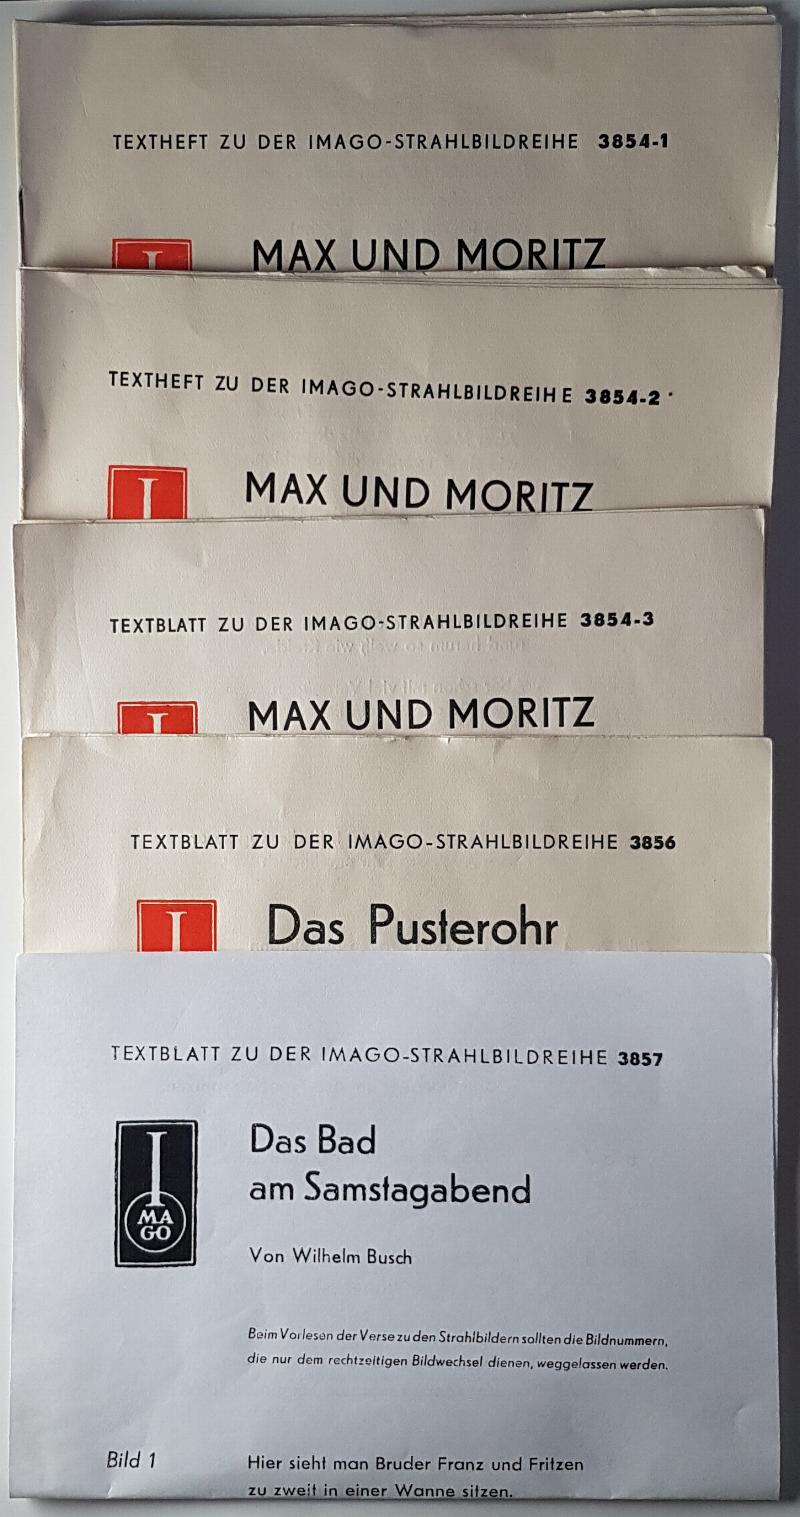 TEXTHEFT ZU DER IMAGO-STRAHLBILDREIHE 3854-1
I
MAX UND MORITZ
TEXTHEFT ZU DER IMAGO-STRAHLBILDREIHE 3854-2
I
MAX UND MORITZ
TEXTBLATT ZU DER IMAGO-STRAHLBILDREIHE 3854-3
I
MAX UND MORITZ
TEXTBLATT ZU DER IMAGO-STRAHLBILDREIHE 3856
I
Das Pusterohr
TEXTBLATT ZU DER IMAGO-STRAHLBILDREIHE 3857
I
MA
GO
Das Bad
am Samstagabend
Von Wilhelm Busch
Beim Vorlesen der Verse zu den Strahlbildern sollten die Bildnummern,
die nur dem rechtzeitigen Bildwechsel dienen, weggelassen werden.
Bild 1
Hier sieht man Bruder Franz und Fritzen
zu zweit in einer Wanne sitzen.